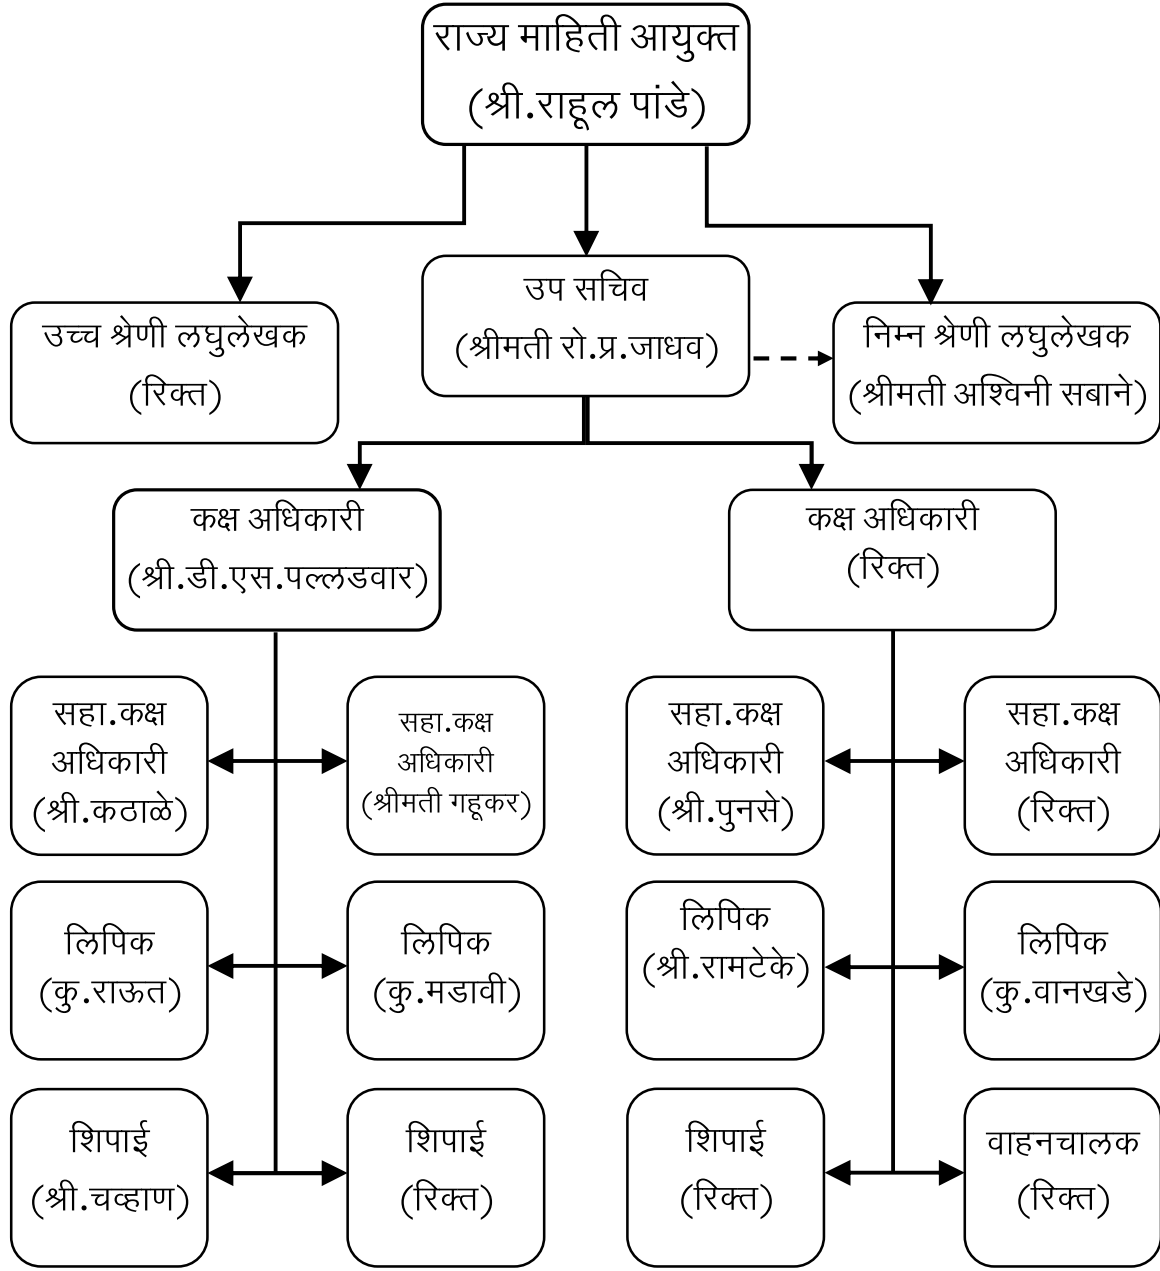 राज्य माहिती आयुक्त
(श्री.राहूल पांडे)
उच्च श्रेणी लघुलेखक
(रिक्त)
उप सचिव
(श्रीमती रो.प्र.जाधव)
निम्न श्रेणी लघुलेखक
(श्रीमती अश्विनी सबाने)
कक्ष अधिकारी
(श्री.डी.एस.पल्लडवार)
कक्ष अधिकारी
(रिक्त)
सहा.कक्ष
अधिकारी
(श्री.कठाळे)
सहा.कक्ष
अधिकारी
(श्रीमती गहूकर)
सहा.कक्ष
अधिकारी
(श्री.पुनसे)
सहा.कक्ष
अधिकारी
(रिक्त)
लिपिक
(कु.राऊत)
लिपिक
(कु.मडावी)
लिपिक
(श्री.रामटेके)
लिपिक
(कु.वानखडे)
शिपाई
(श्री.चव्हाण)
शिपाई
(रिक्त)
शिपाई
(रिक्त)
वाहनचालक
(रिक्त)